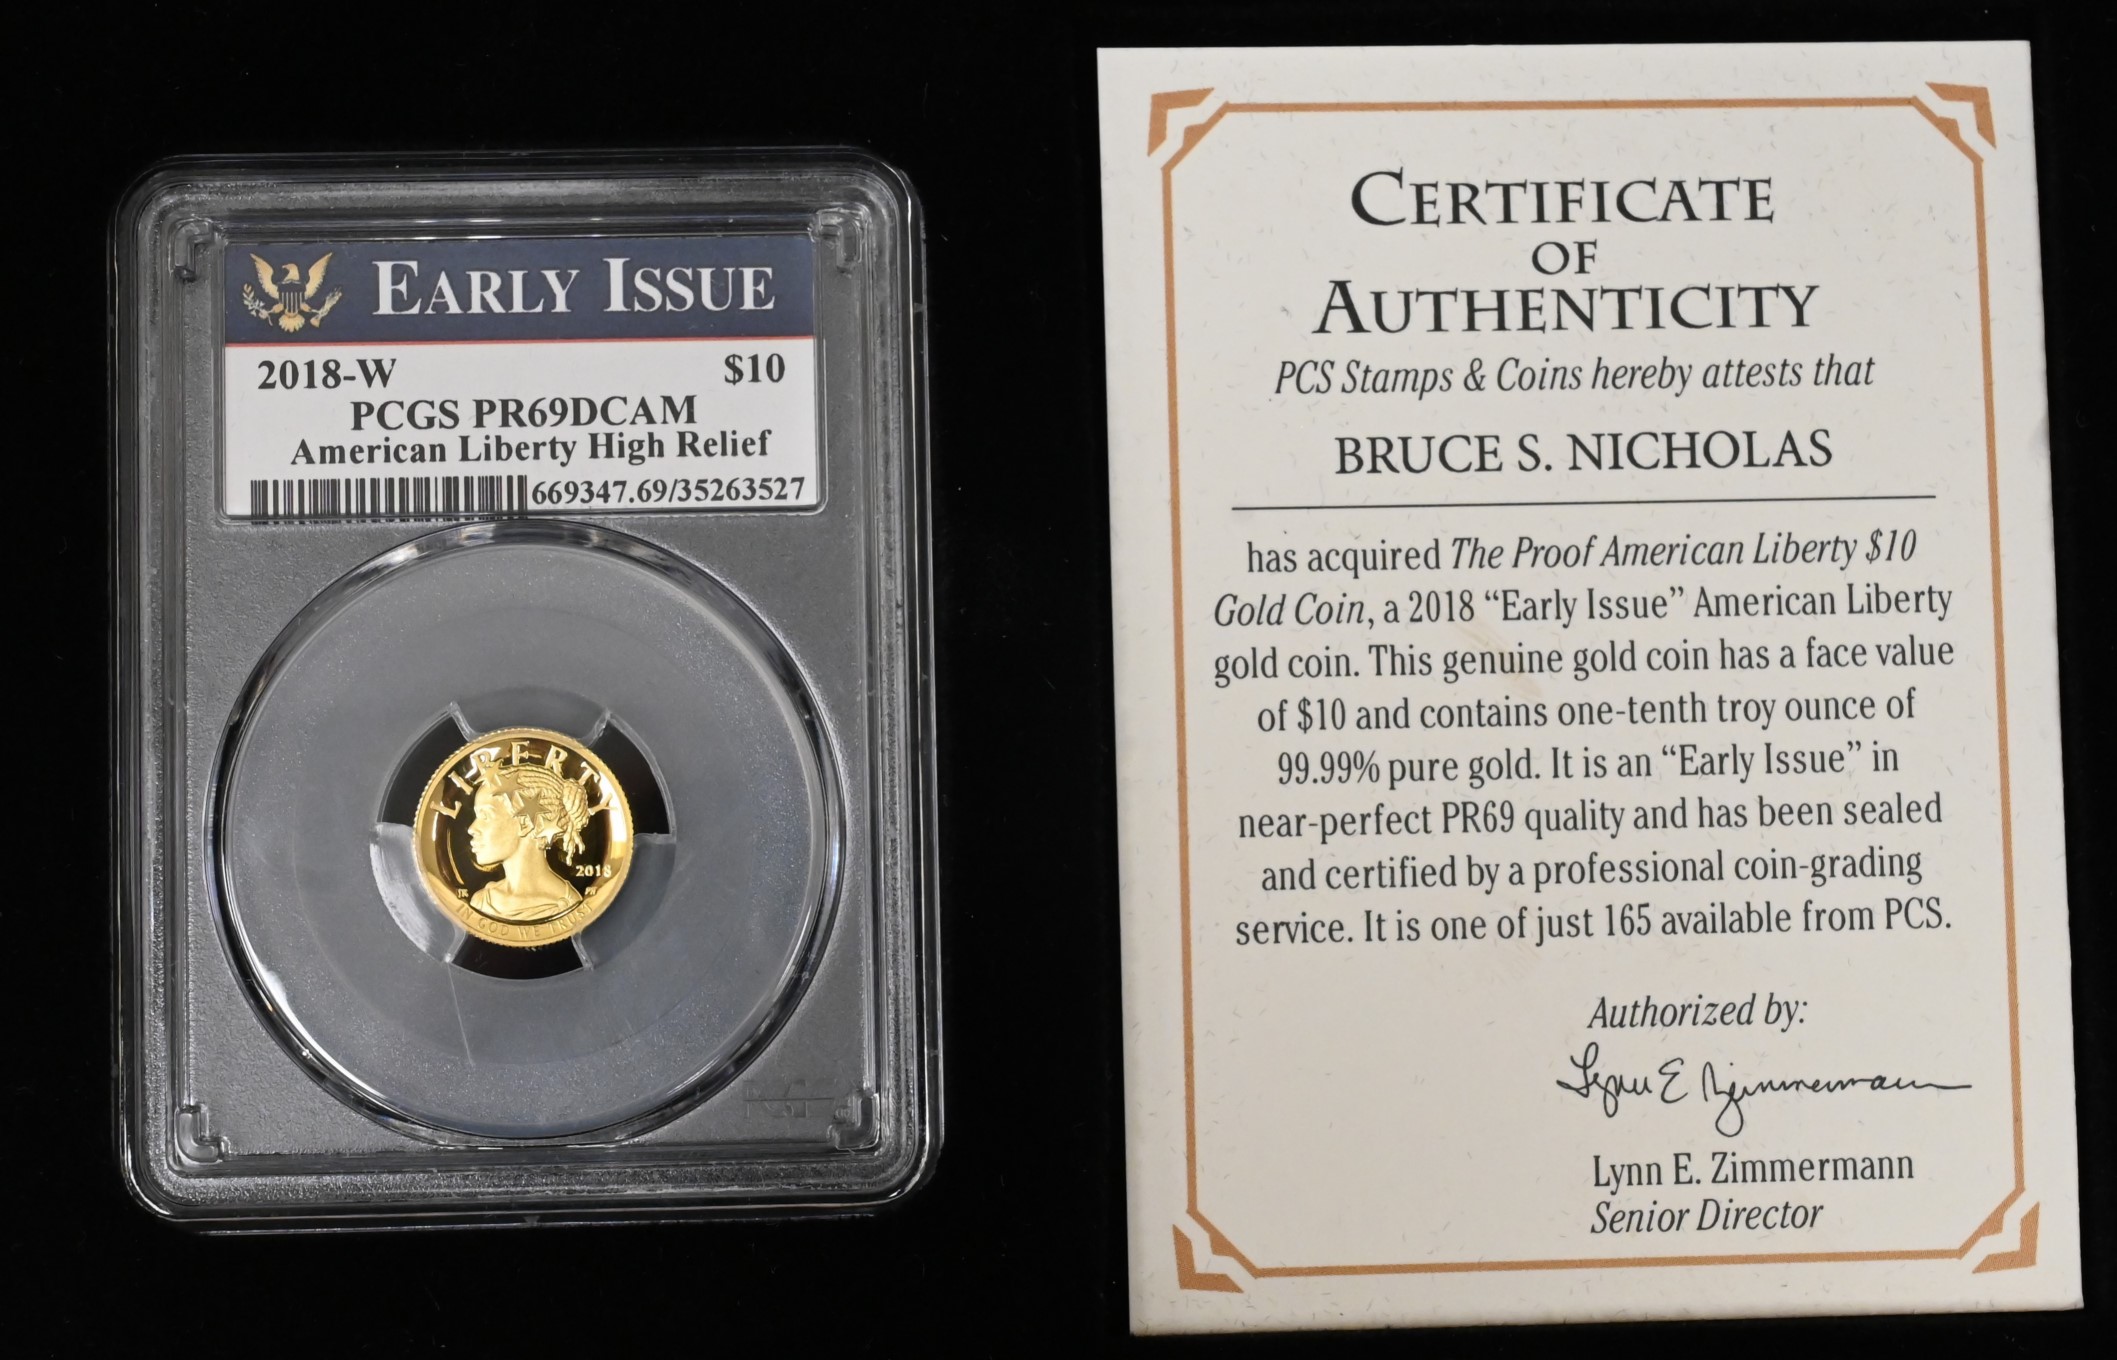 EARLY ISSUE
2018-W $10
PCGS PR69DCAM
American Liberty High Relief
669347.69/35263527
LIBERTY
2018
IN GOD WE TRUST
CERTIFICATE
OF
AUTHENTICITY
PCS Stamps & Coins hereby attests that
BRUCE S. NICHOLAS
has acquired The Proof American Liberty $10
Gold Coin, a 2018 “Early Issue” American Liberty
gold coin. This genuine gold coin has a face value
of $10 and contains one-tenth troy ounce of
99.99% pure gold. It is an “Early Issue” in
near-perfect PR69 quality and has been sealed
and certified by a professional coin-grading
service. It is one of just 165 available from PCS.
Authorized by:
Lynn E Zimmermann
Lynn E. Zimmermann
Senior Director